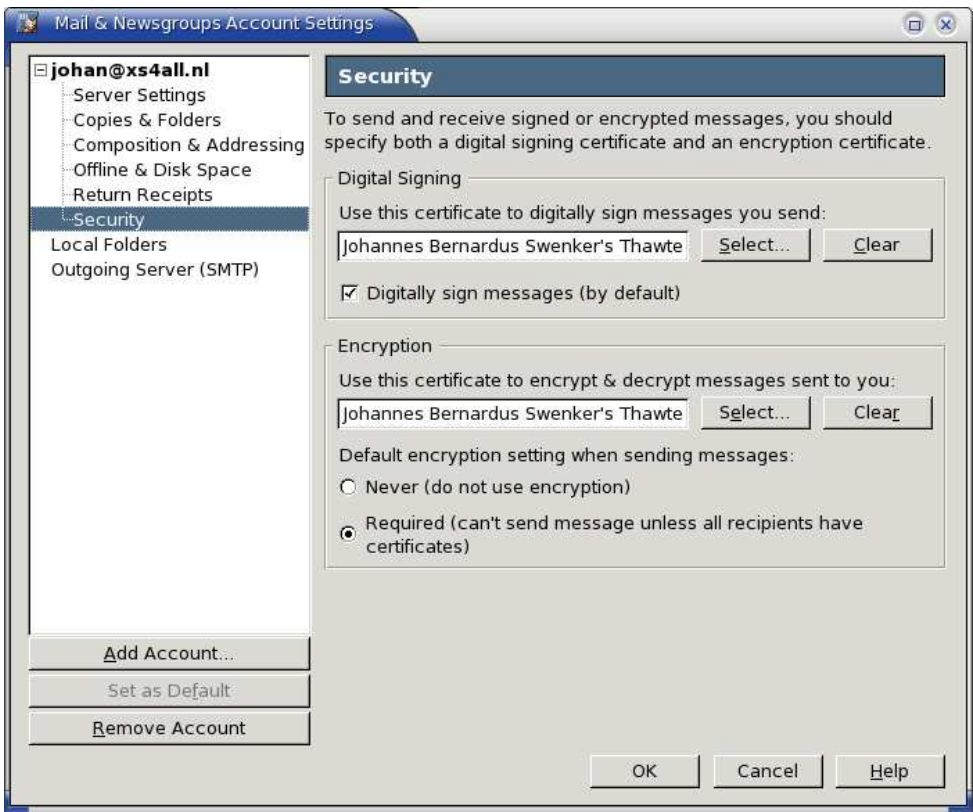 Mail & Newsgroups Account Settings
johan@xs4all.nl
Server Settings
Copies & Folders
Composition & Addressing
Offline & Disk Space
Return Receipts
Security
Local Folders
Outgoing Server (SMTP)
Add Account...
Set as Default
Remove Account
Security
To send and receive signed or encrypted messages, you should
specify both a digital signing certificate and an encryption certificate.
Digital Signing
Use this certificate to digitally sign messages you send:
Johannes Bernardus Swenker's Thawte Select... Clear
Digitally sign messages (by default)
Encryption
Use this certificate to encrypt & decrypt messages sent to you:
Johannes Bernardus Swenker's Thawte Select... Clear
Default encryption setting when sending messages:
Never (do not use encryption)
Required (can't send message unless all recipients have
certificates)
OK Cancel Help